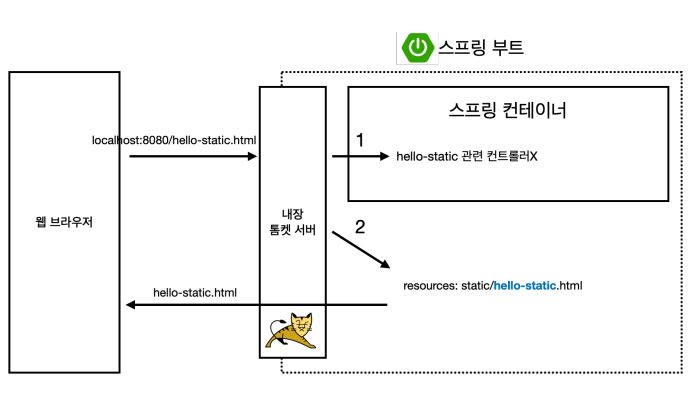 스프링 부트
스프링 컨테이너
localhost:8080/hello-static.html
1
hello-static 관련 컨트롤러X
웹 브라우저
내장
톰켓 서버
2
resources: static/hello-static.html
hello-static.html